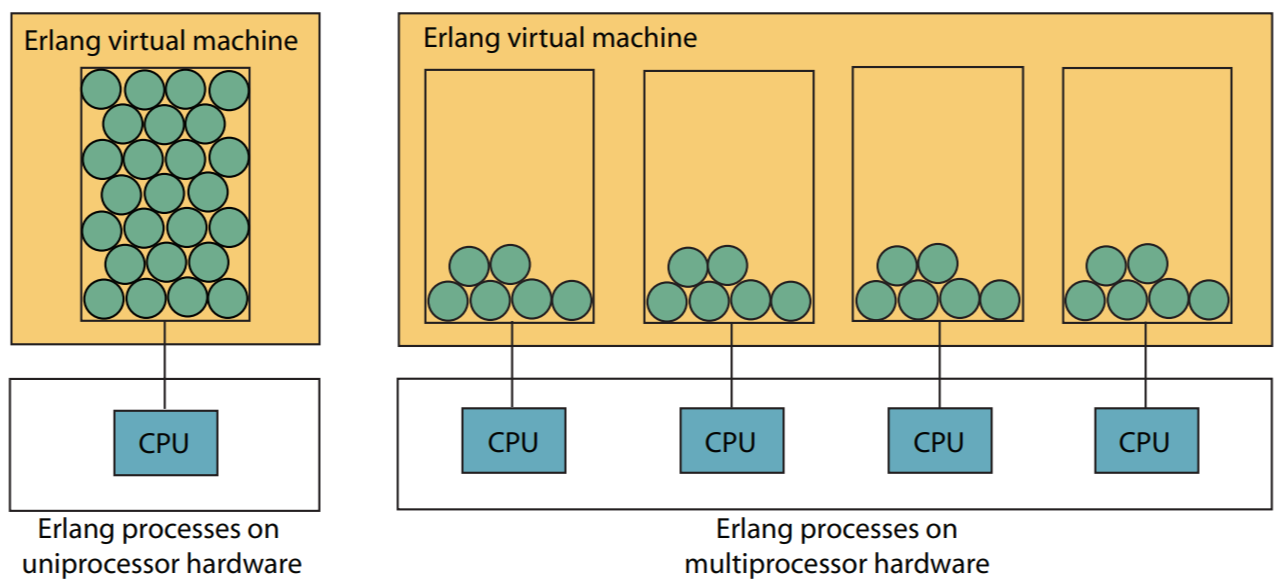 Erlang virtual machine
CPU
Erlang processes on
uniprocessor hardware
Erlang virtual machine
CPU
CPU
CPU
CPU
Erlang processes on
multiprocessor hardware